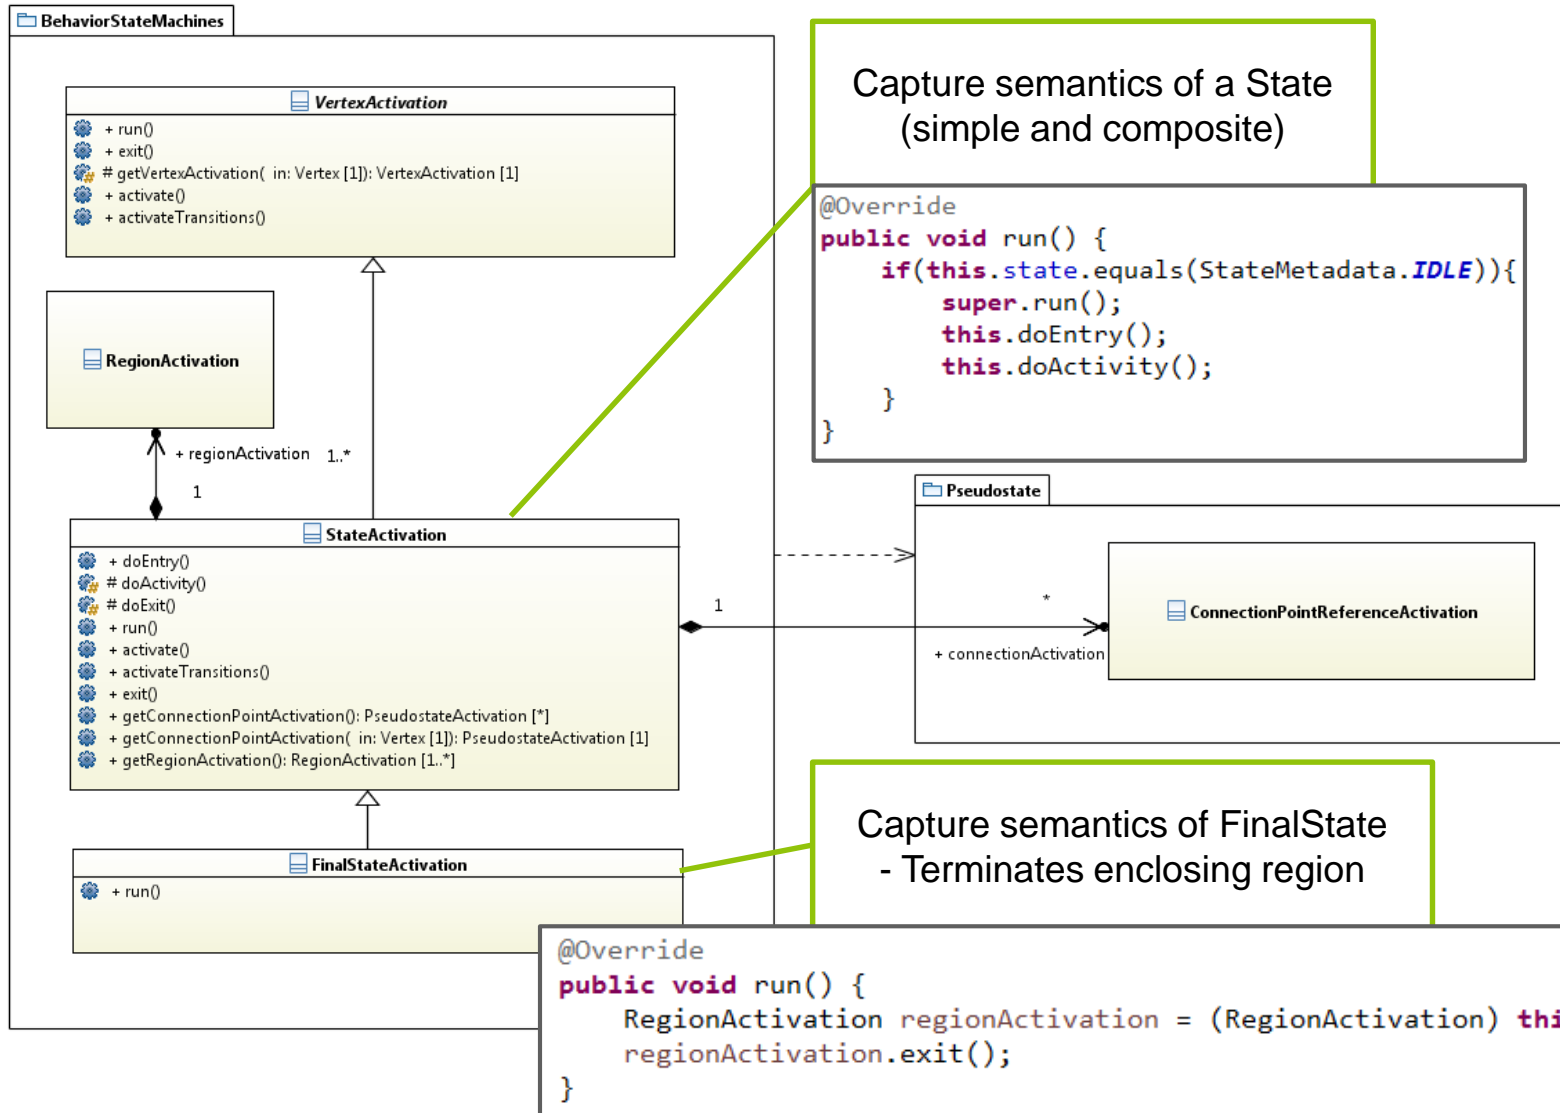 BehaviorStateMachines
VertexActivation
+ run()
+ exit()
# getVertexActivation( in: Vertex [1]): VertexActivation [1]
+ activate()
+ activateTransitions()
RegionActivation
+ regionActivation 1..*
1
StateActivation
+ doEntry()
# doActivity()
# doExit()
+ run()
+ activate()
+ activateTransitions()
+ exit()
+ getConnectionPointActivation(): PseudostateActivation [*]
+ getConnectionPointActivation( in: Vertex [1]): PseudostateActivation [1]
+ getRegionActivation(): RegionActivation [1..*]
FinalStateActivation
+ run()
Capture semantics of a State
(simple and composite)
@Override
public void run() {
if(this.state.equals(StateMetadata.IDLE)){
super.run();
this.doEntry();
this.doActivity();
}
}
Pseudostate
1 *
+ connectionActivation
ConnectionPointReferenceActivation
Capture semantics of FinalState
- Terminates enclosing region
@Override
public void run() {
RegionActivation regionActivation = (RegionActivation) thi
regionActivation.exit();
}